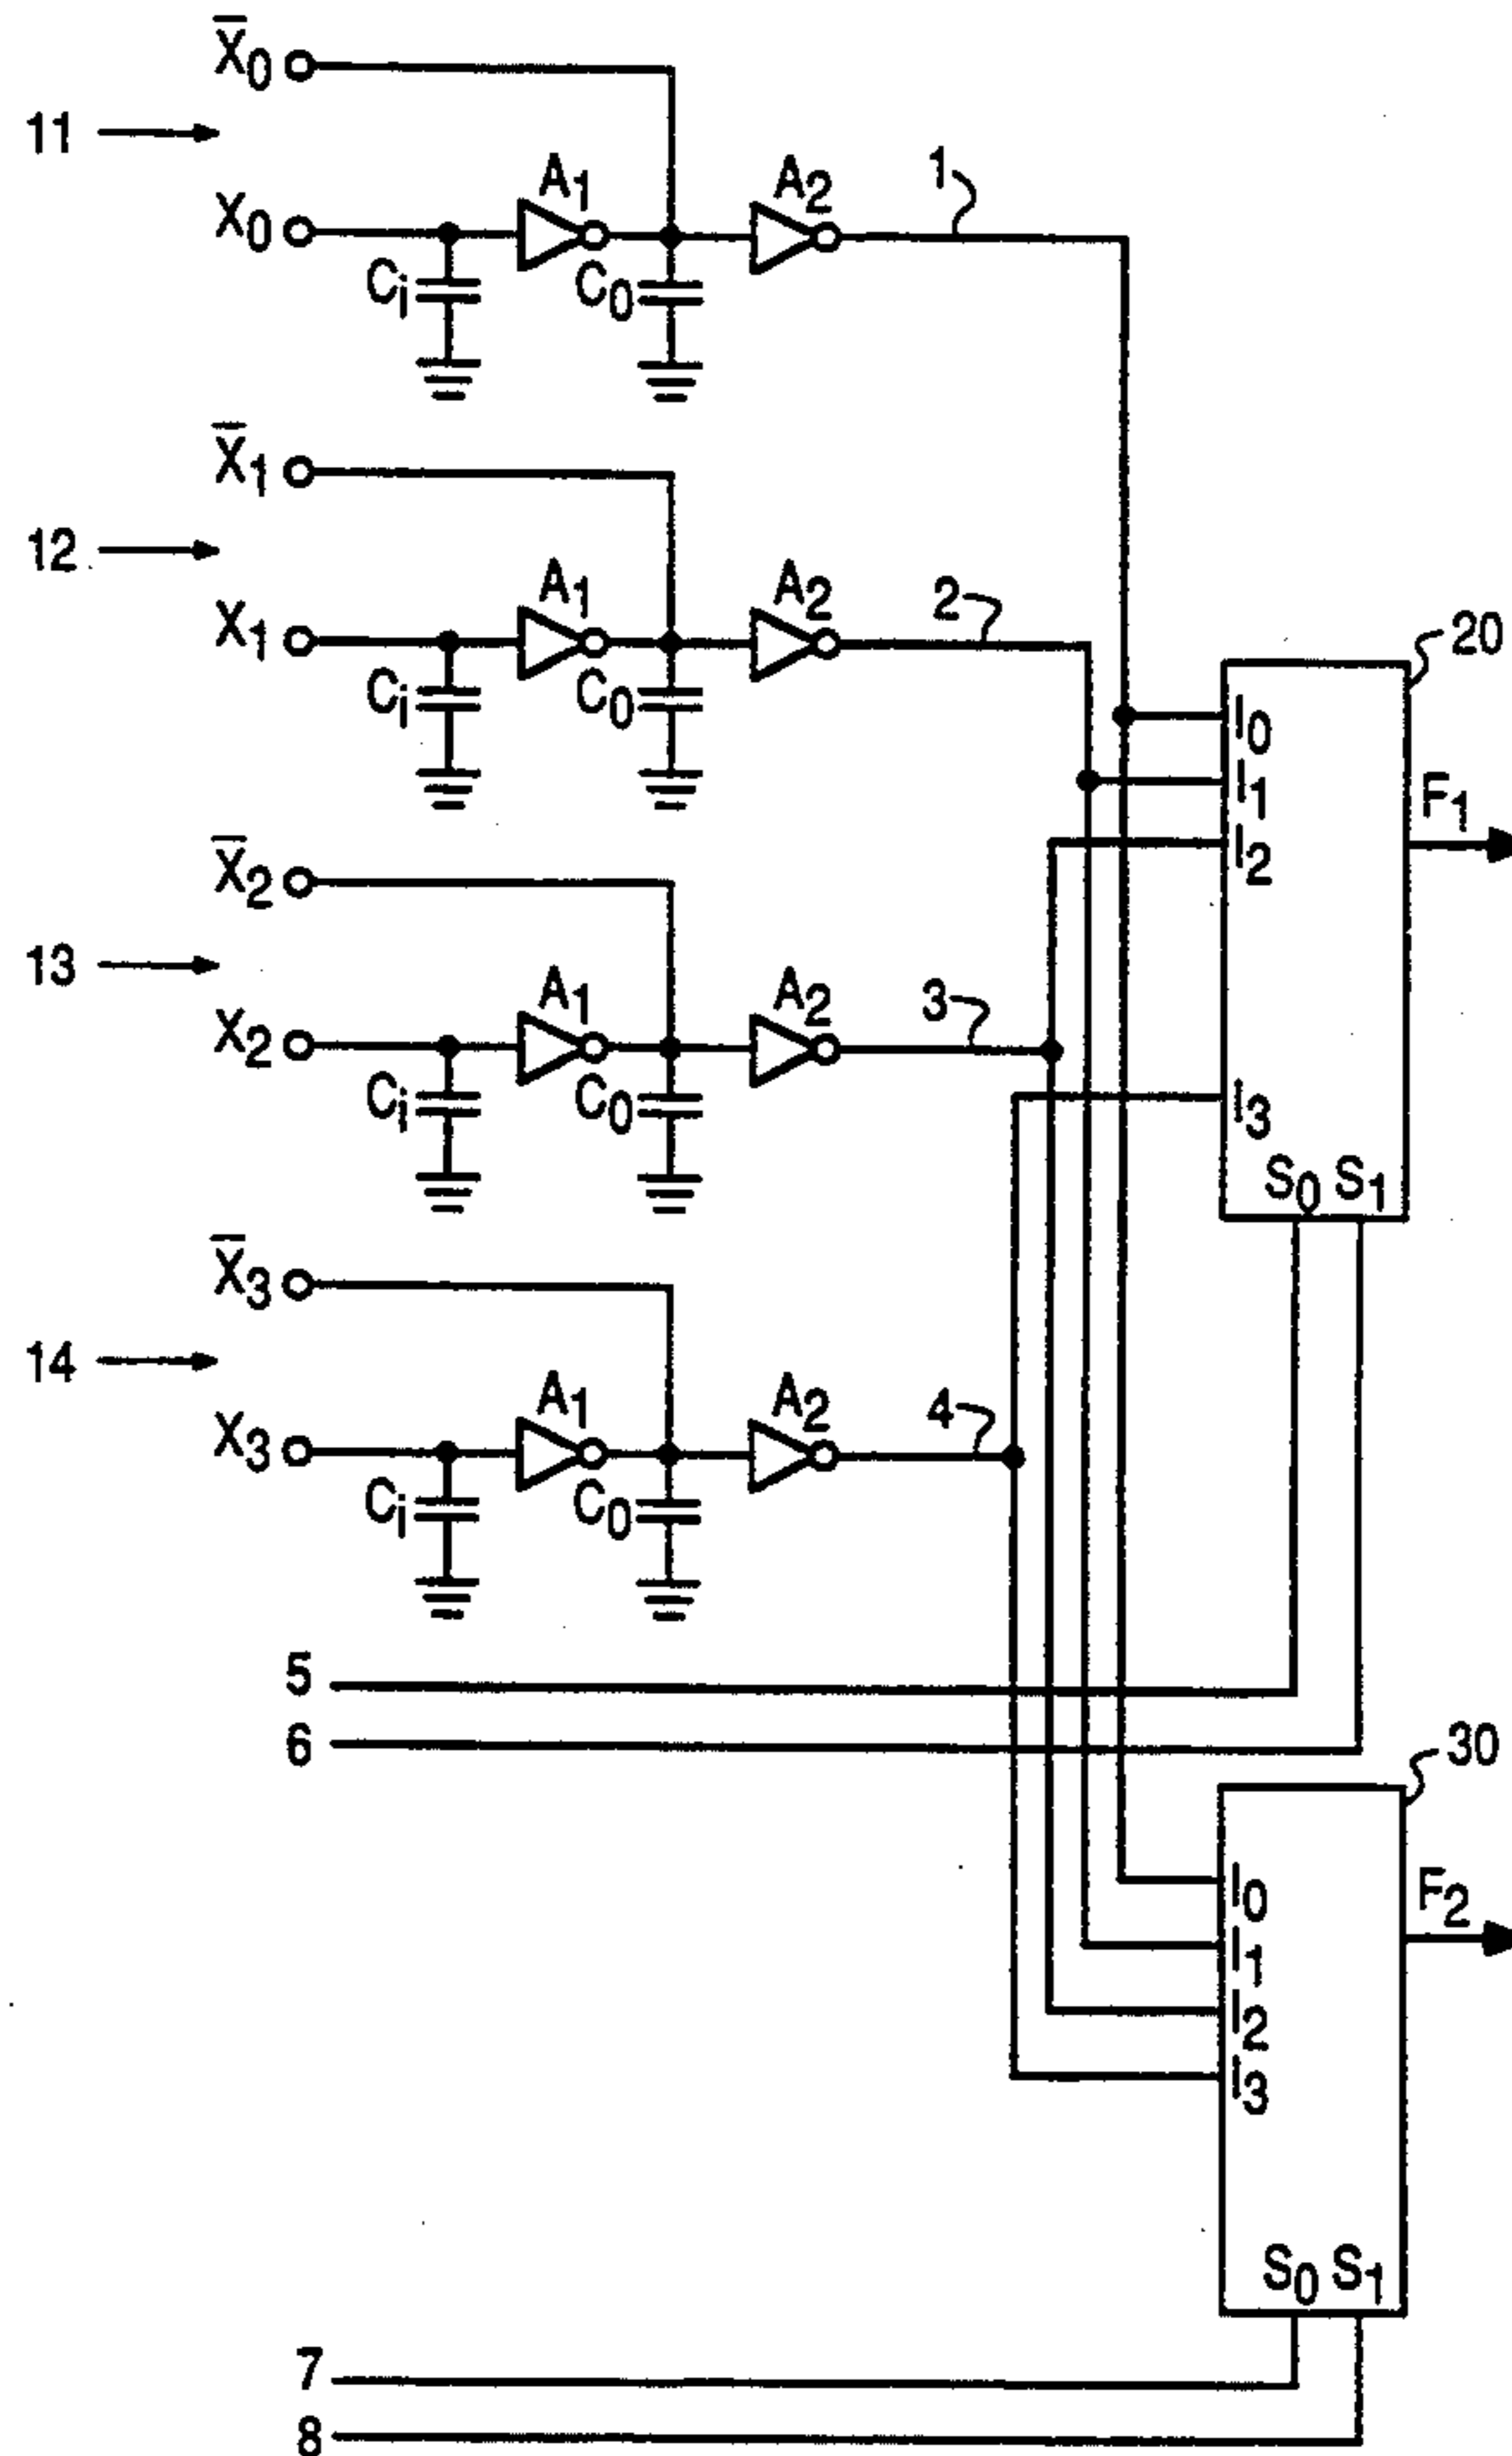 X̅0
11
X0 A1 A2 1
Ci C0
X̅1
12
X1 A1 A2 2
Ci C0
20
I0
I1
F1
X̅2
I2
13
X2 A1 A2 3
Ci C0
I3
S0 S1
X̅3
14
X3 A1 A2 4
Ci C0
5
6
30
I0
F2
I1
I2
I3
S0 S1
7
8